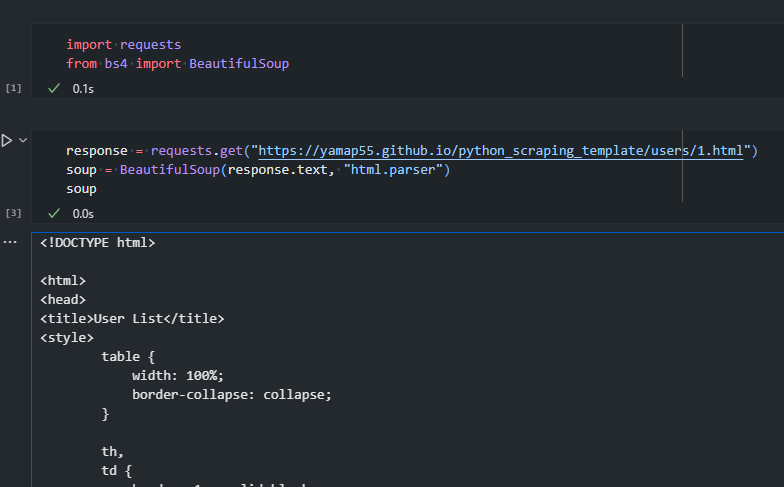 import requests
from bs4 import BeautifulSoup
[1]
0.1s
response = requests.get("https://yamap55.github.io/python_scraping_template/users/1.html")
soup = BeautifulSoup(response.text, "html.parser")
soup
[3]
0.0s
...
<!DOCTYPE html>
<html>
<head>
<title>User List</title>
<style>
table {
width: 100%;
border-collapse: collapse;
}
th,
td {